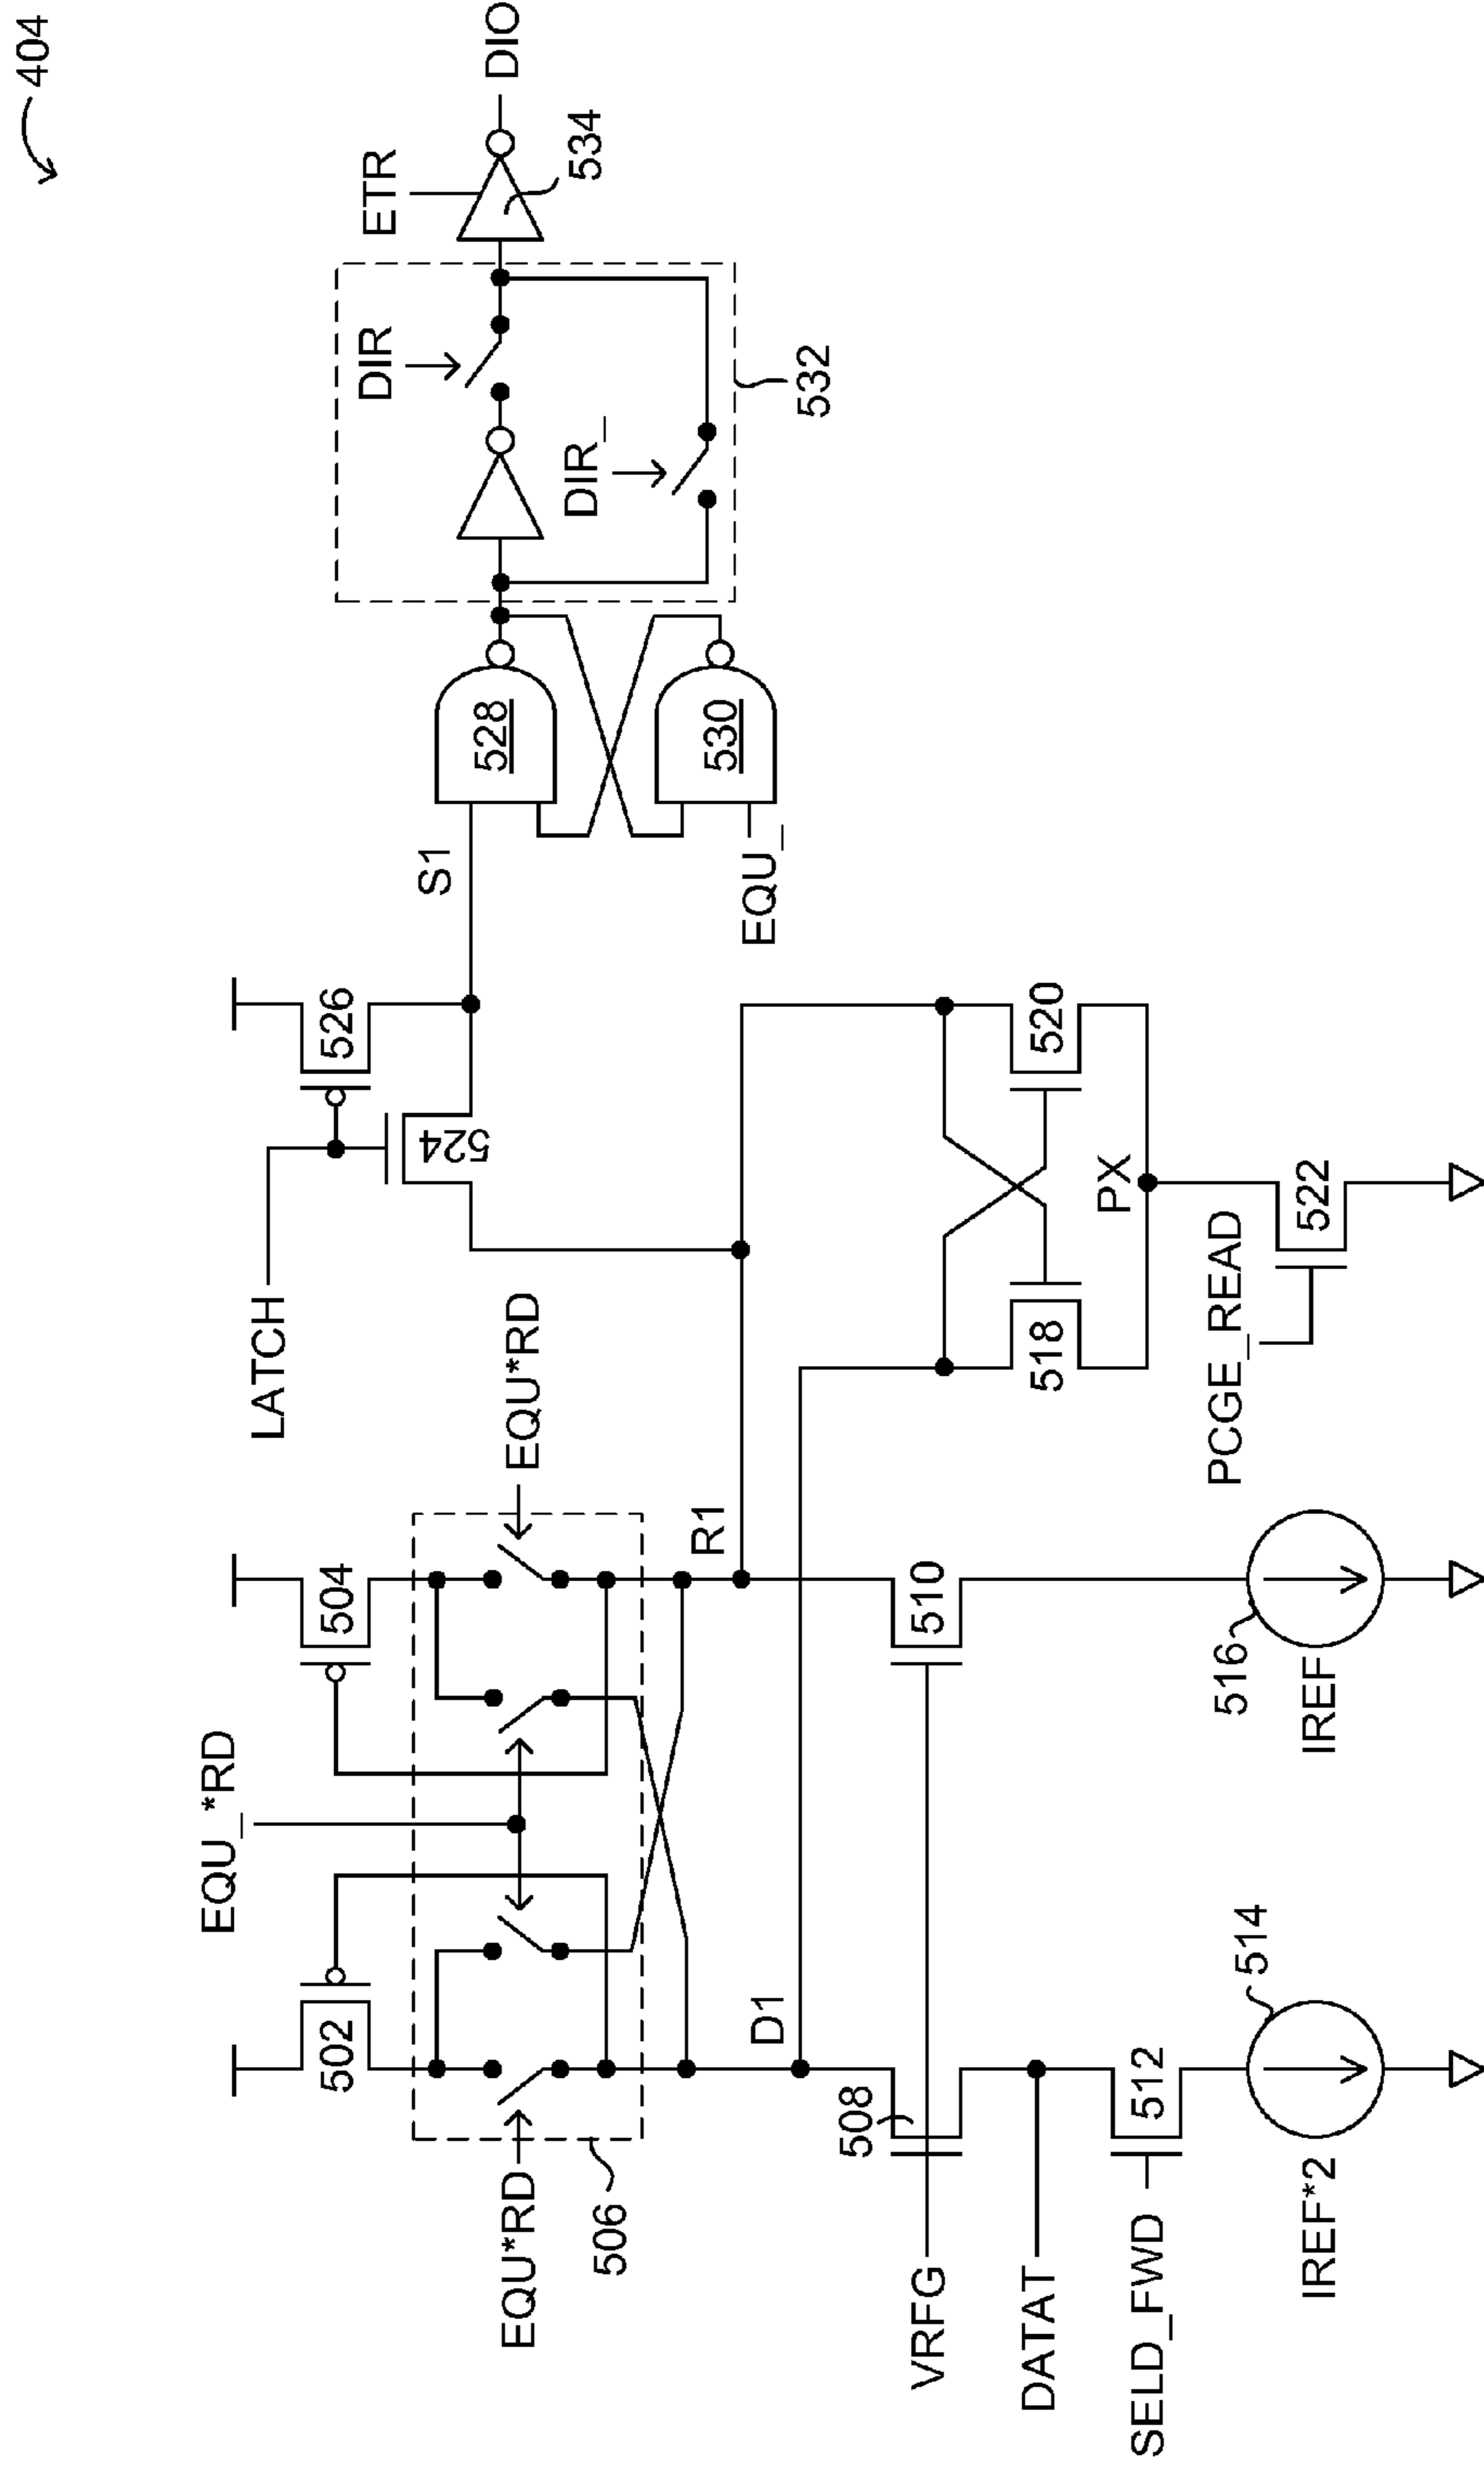 404
DIO
ETR
534
DIR
DIR_
532
528
530
S1
EQU_
526
524
LATCH
520
518
PX
522
PCGE_READ
EQU*RD
EQU_*RD
504
502
R1
EQU*RD
506
D1
510
508
VRFG
DATAT
512
SELD_FWD
516
IREF
514
IREF*2